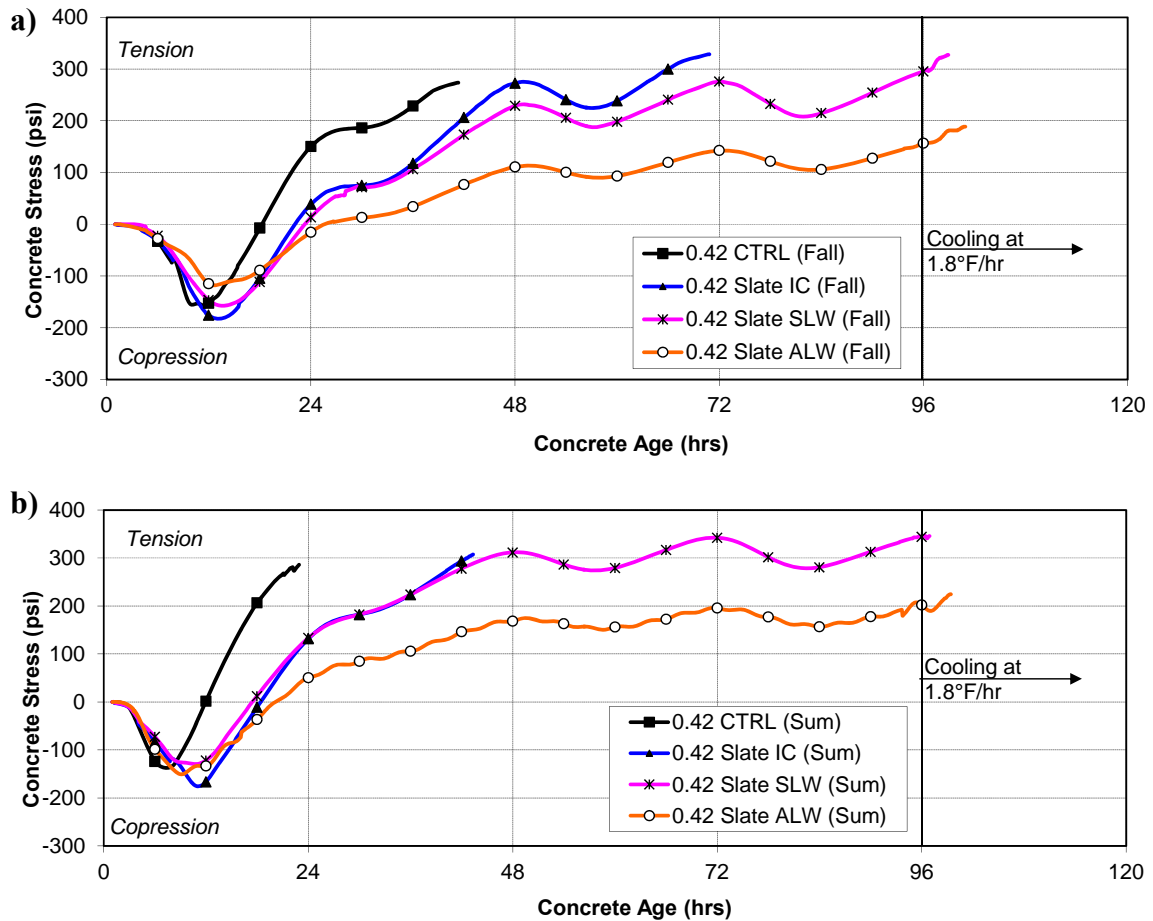 a)
400
300
200
100
0
-100
-200
-300
Concrete Stress (psi)
Tension
Copression
0.42 CTRL (Fall)
0.42 Slate IC (Fall)
0.42 Slate SLW (Fall)
0.42 Slate ALW (Fall)
Cooling at
1.8°F/hr
0 24 48 72 96 120
Concrete Age (hrs)
b)
400
300
200
100
0
-100
-200
-300
Concrete Stress (psi)
Tension
Copression
0.42 CTRL (Sum)
0.42 Slate IC (Sum)
0.42 Slate SLW (Sum)
0.42 Slate ALW (Sum)
Cooling at
1.8°F/hr
0 24 48 72 96 120
Concrete Age (hrs)